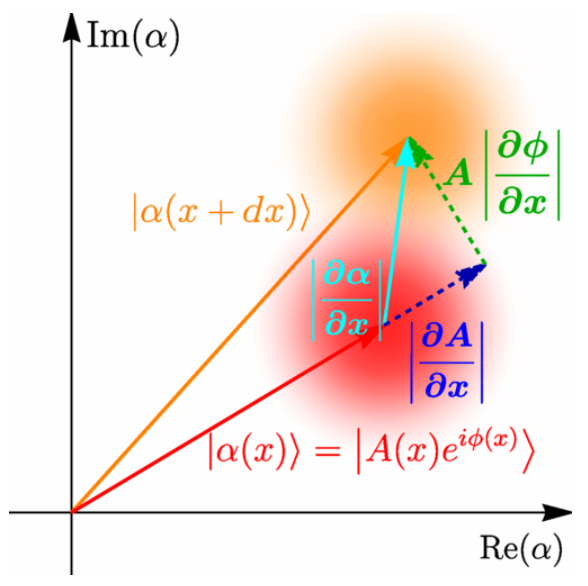 Im(α)
|α(x + dx)⟩
A |∂ϕ/∂x|
|∂α/∂x|
|∂A/∂x|
|α(x)⟩ = |A(x)e^{iϕ(x)}⟩
Re(α)